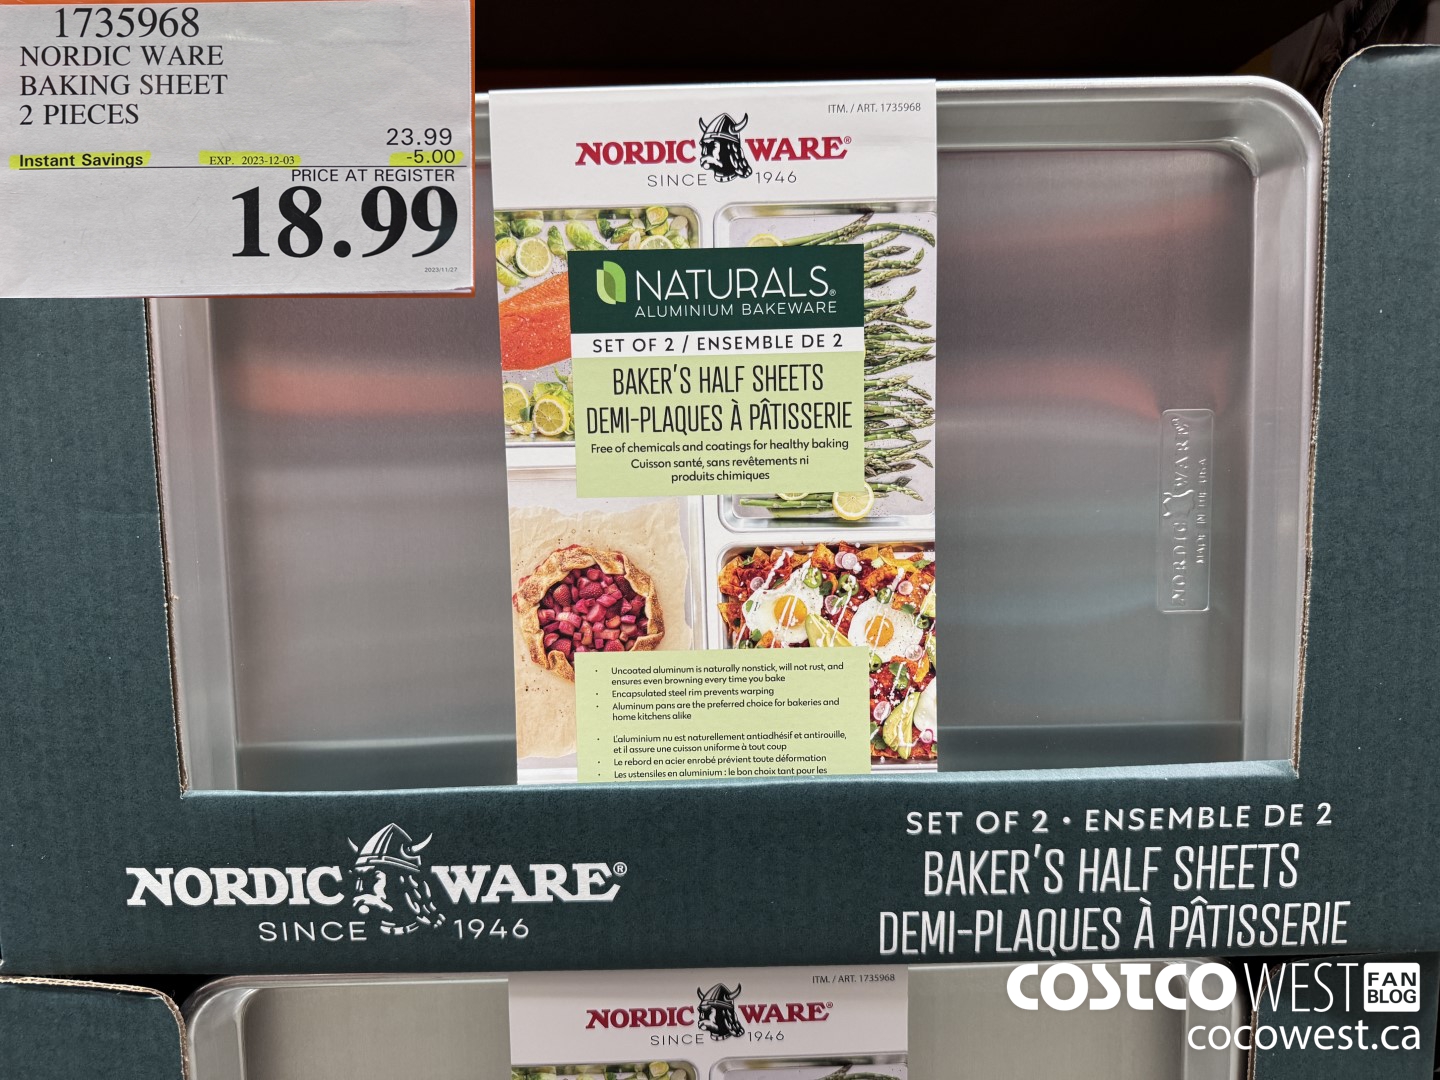 1735968
NORDIC WARE
BAKING SHEET
2 PIECES
23.99
Instant Savings EXP. 2023-12-03 -5.00
PRICE AT REGISTER
18.99
2023/11/27
ITM. / ART. 1735968
NORDIC WARE®
SINCE 1946
NATURALS®
ALUMINIUM BAKEWARE
SET OF 2 / ENSEMBLE DE 2
BAKER'S HALF SHEETS
DEMI-PLAQUES À PÂTISSERIE
Free of chemicals and coatings for healthy baking
Cuisson santé, sans revêtements ni
produits chimiques
• Uncoated aluminum is naturally nonstick, will not rust, and
ensures even browning every time you bake
• Encapsulated steel rim prevents warping
• Aluminum pans are the preferred choice for bakeries and
home kitchens alike
• L'aluminium nu est naturellement antiadhésif et antirouille,
et il assure une cuisson uniforme à tout coup
• Le rebord en acier enrobé prévient toute déformation
• Les ustensiles en aluminium : le bon choix tant pour les
NORDIC WARE
MADE IN THE USA
NORDIC WARE®
SINCE 1946
SET OF 2 • ENSEMBLE DE 2
BAKER'S HALF SHEETS
DEMI-PLAQUES À PÂTISSERIE
ITM. / ART. 1735968
NORDIC WARE®
SINCE 1946
COSTCO WEST FAN
BLOG
cocowest.ca